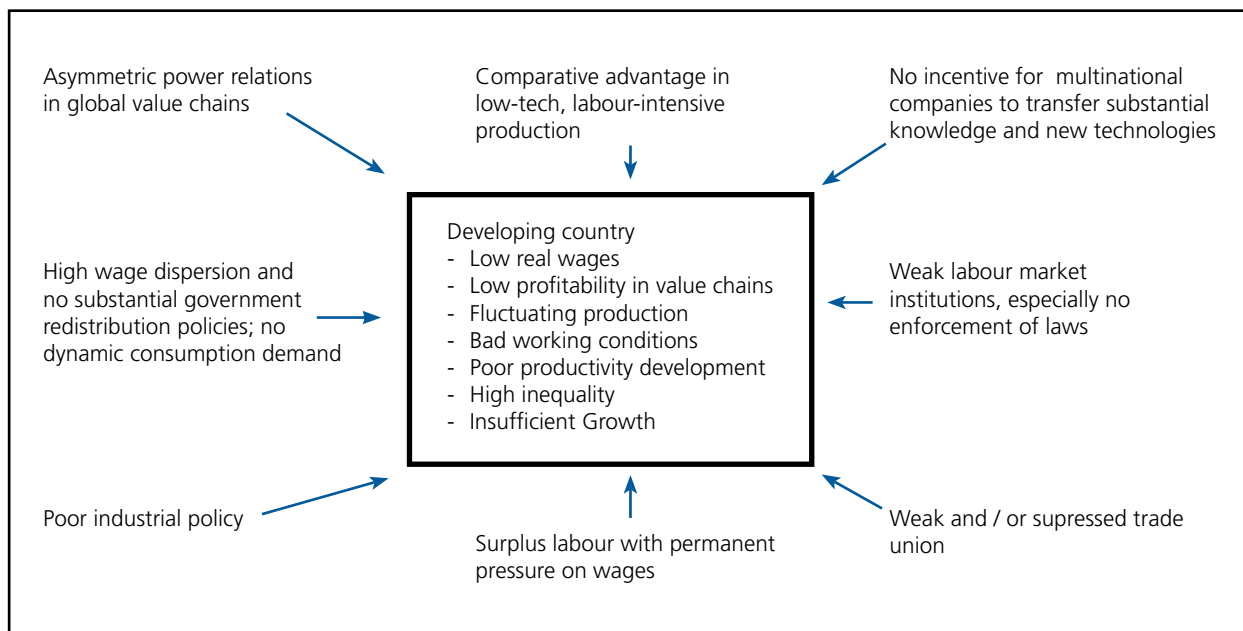 Asymmetric power relations
in global value chains
Comparative advantage in
low-tech, labour-intensive
production
No incentive for  multinational
companies to transfer substantial
knowledge and new technologies
High wage dispersion and
no substantial government
redistribution policies; no
dynamic consumption demand
Developing country
- Low real wages
- Low profitability in value chains
- Fluctuating production
- Bad working conditions
- Poor productivity development
- High inequality
- Insufficient Growth
Weak labour market
institutions, especially no
enforcement of laws
Poor industrial policy
Surplus labour with permanent
pressure on wages
Weak and / or supressed trade
union